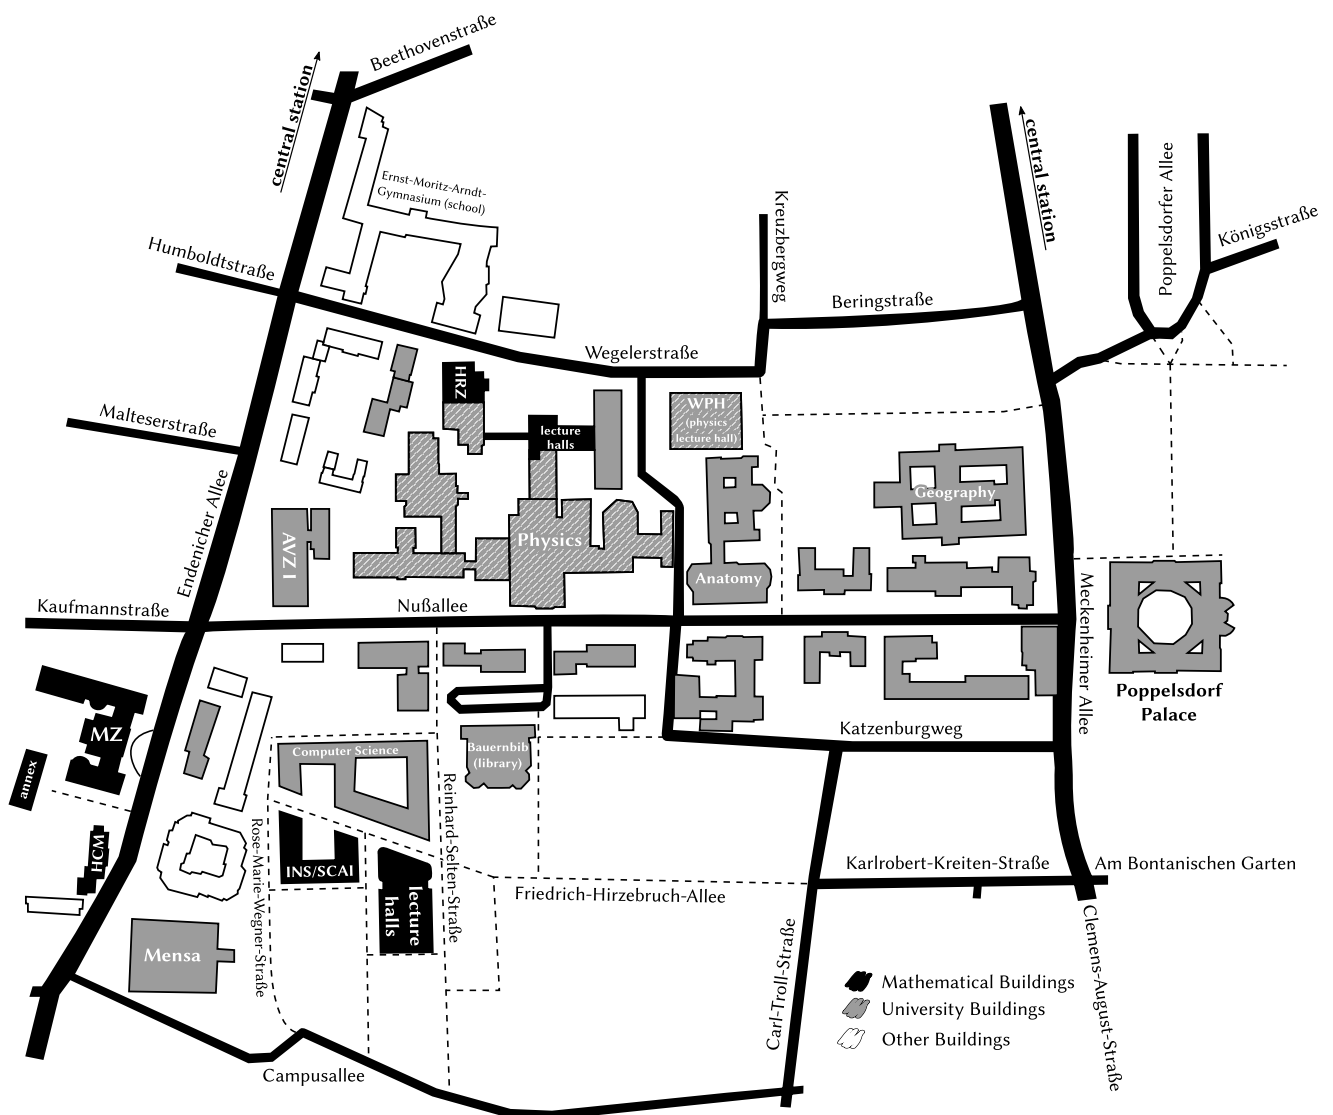 Beethovenstraße
central station
central station
Poppelsdorfer Allee
Königsstraße
Ernst-Moritz-Arndt-
Gymnasium (school)
Kreuzbergweg
Humboldtstraße
Beringstraße
Wegelerstraße
HRZ
Malteserstraße
lecture
halls
WPH
(physics
lecture hall)
Endenicher Allee
Geography
AVZ I
Physics
Anatomy
Kaufmannstraße
Nußallee
Meckenheimer Allee
Poppelsdorf
Palace
MZ
Katzenburgweg
Computer Science
Bauernbib
(library)
annex
Reinhard-Selten-Straße
Rose-Marie-Wegner-Straße
HCM
INS/SCAI
Karlrobert-Kreiten-Straße
Am Bontanischen Garten
Friedrich-Hirzebruch-Allee
lecture
halls
Mensa
Carl-Troll-Straße
Clemens-August-Straße
Mathematical Buildings
University Buildings
Other Buildings
Campusallee